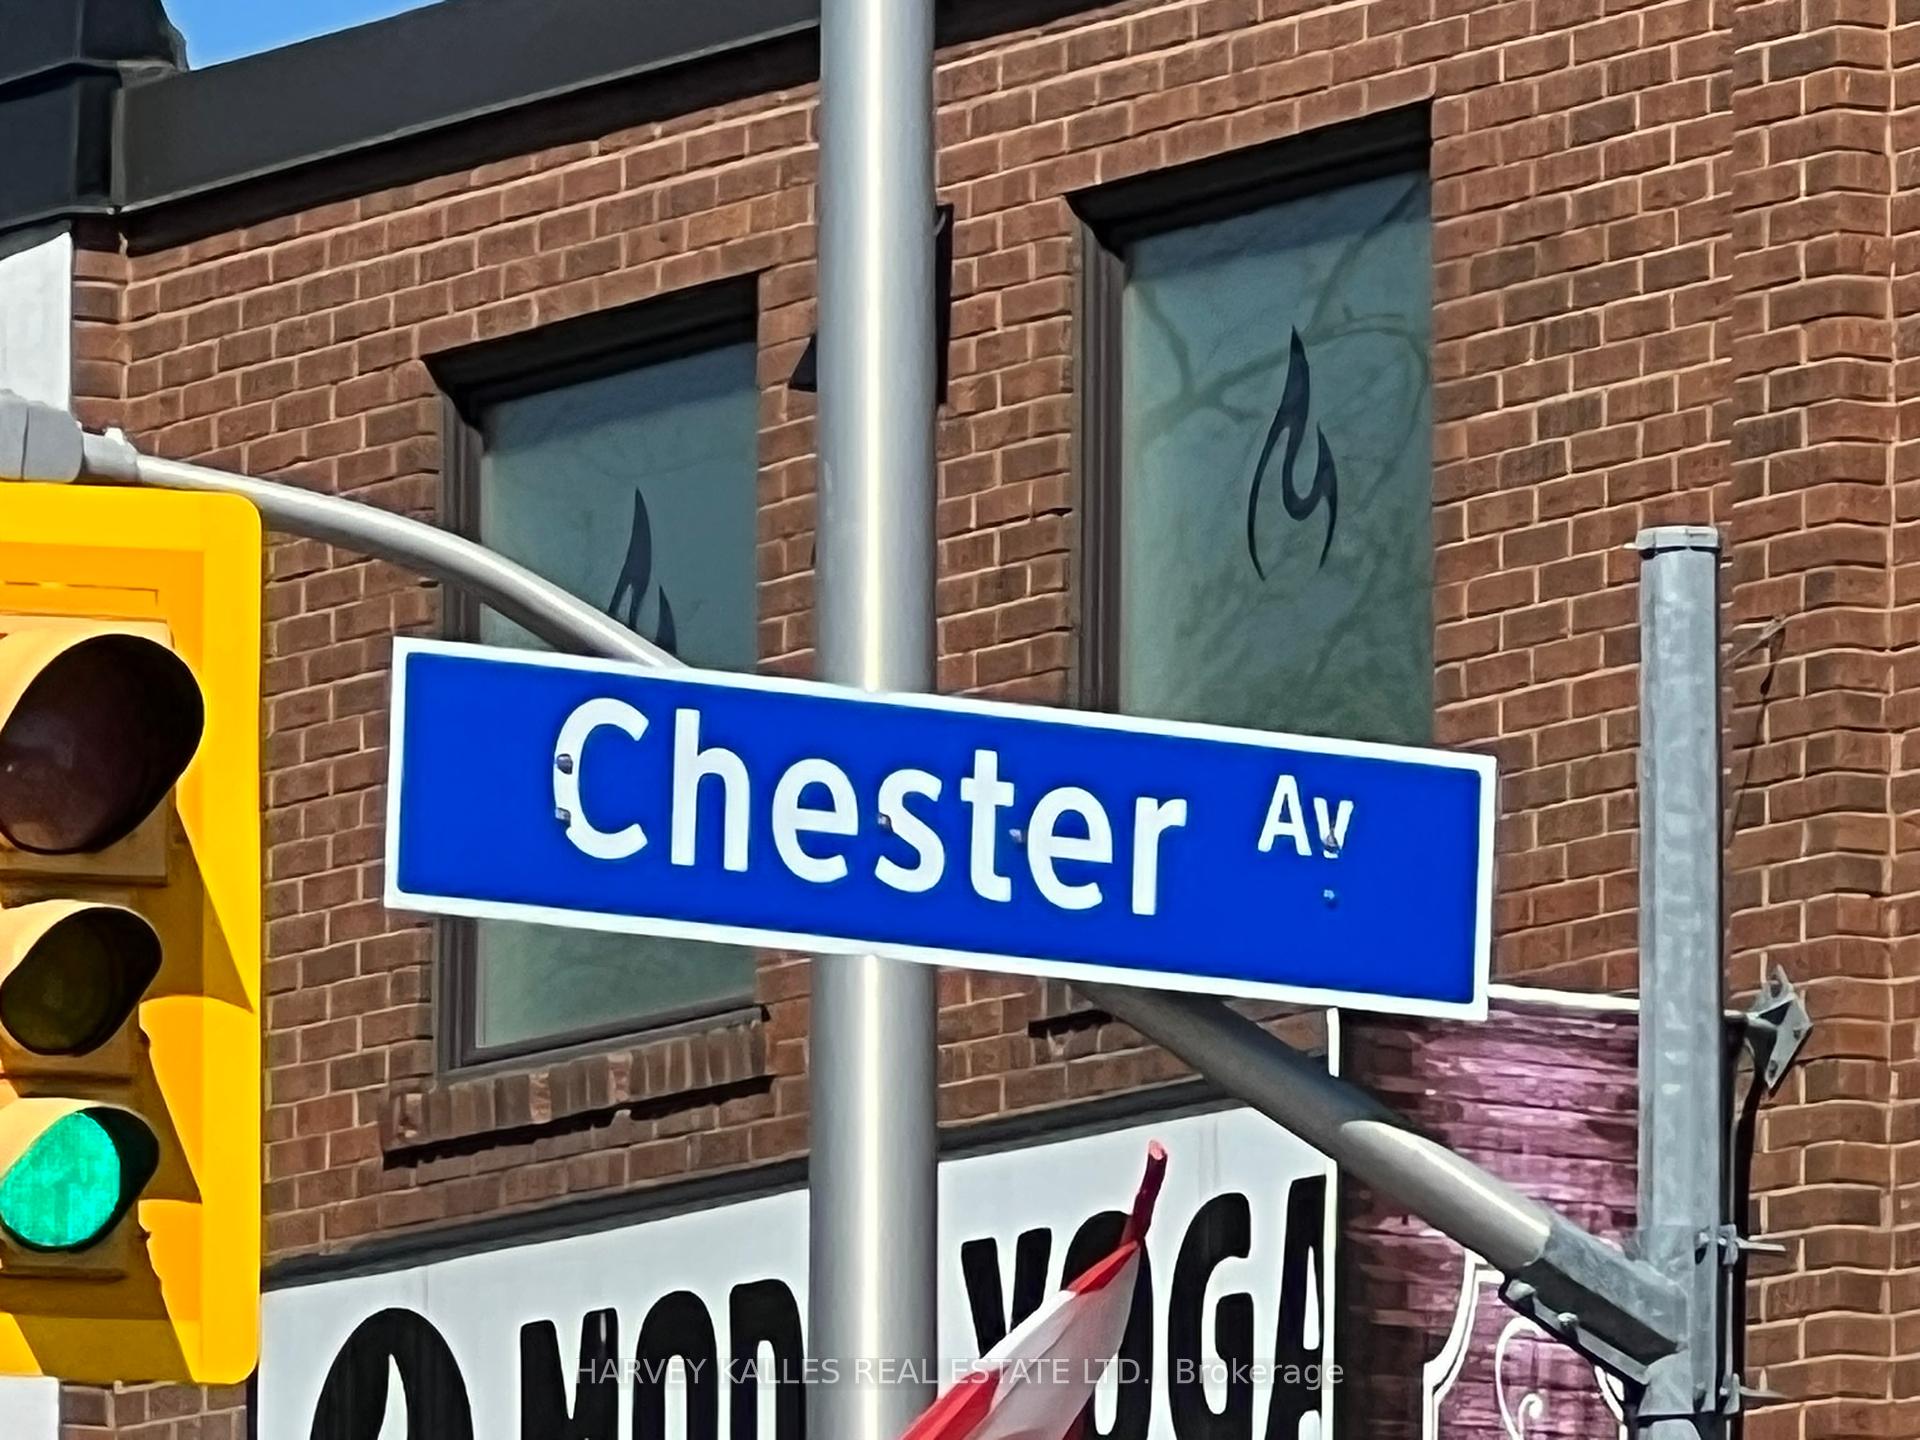 Chester Av
YOGA
HARVEY KALLES REAL ESTATE LTD. Brokerage